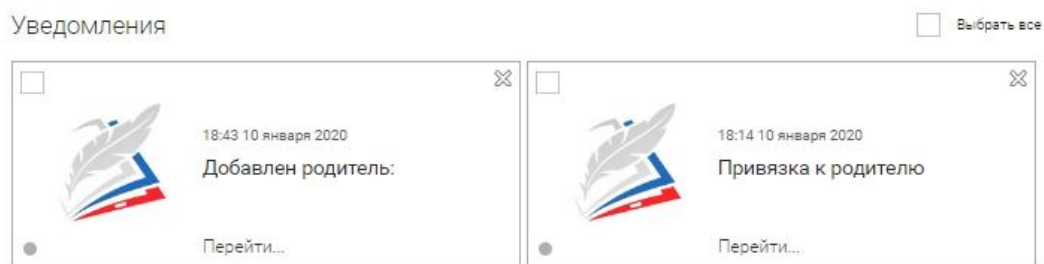 Уведомления
Выбрать все
18:43 10 января 2020
Добавлен родитель:
Перейти...
18:14 10 января 2020
Привязка к родителю
Перейти...